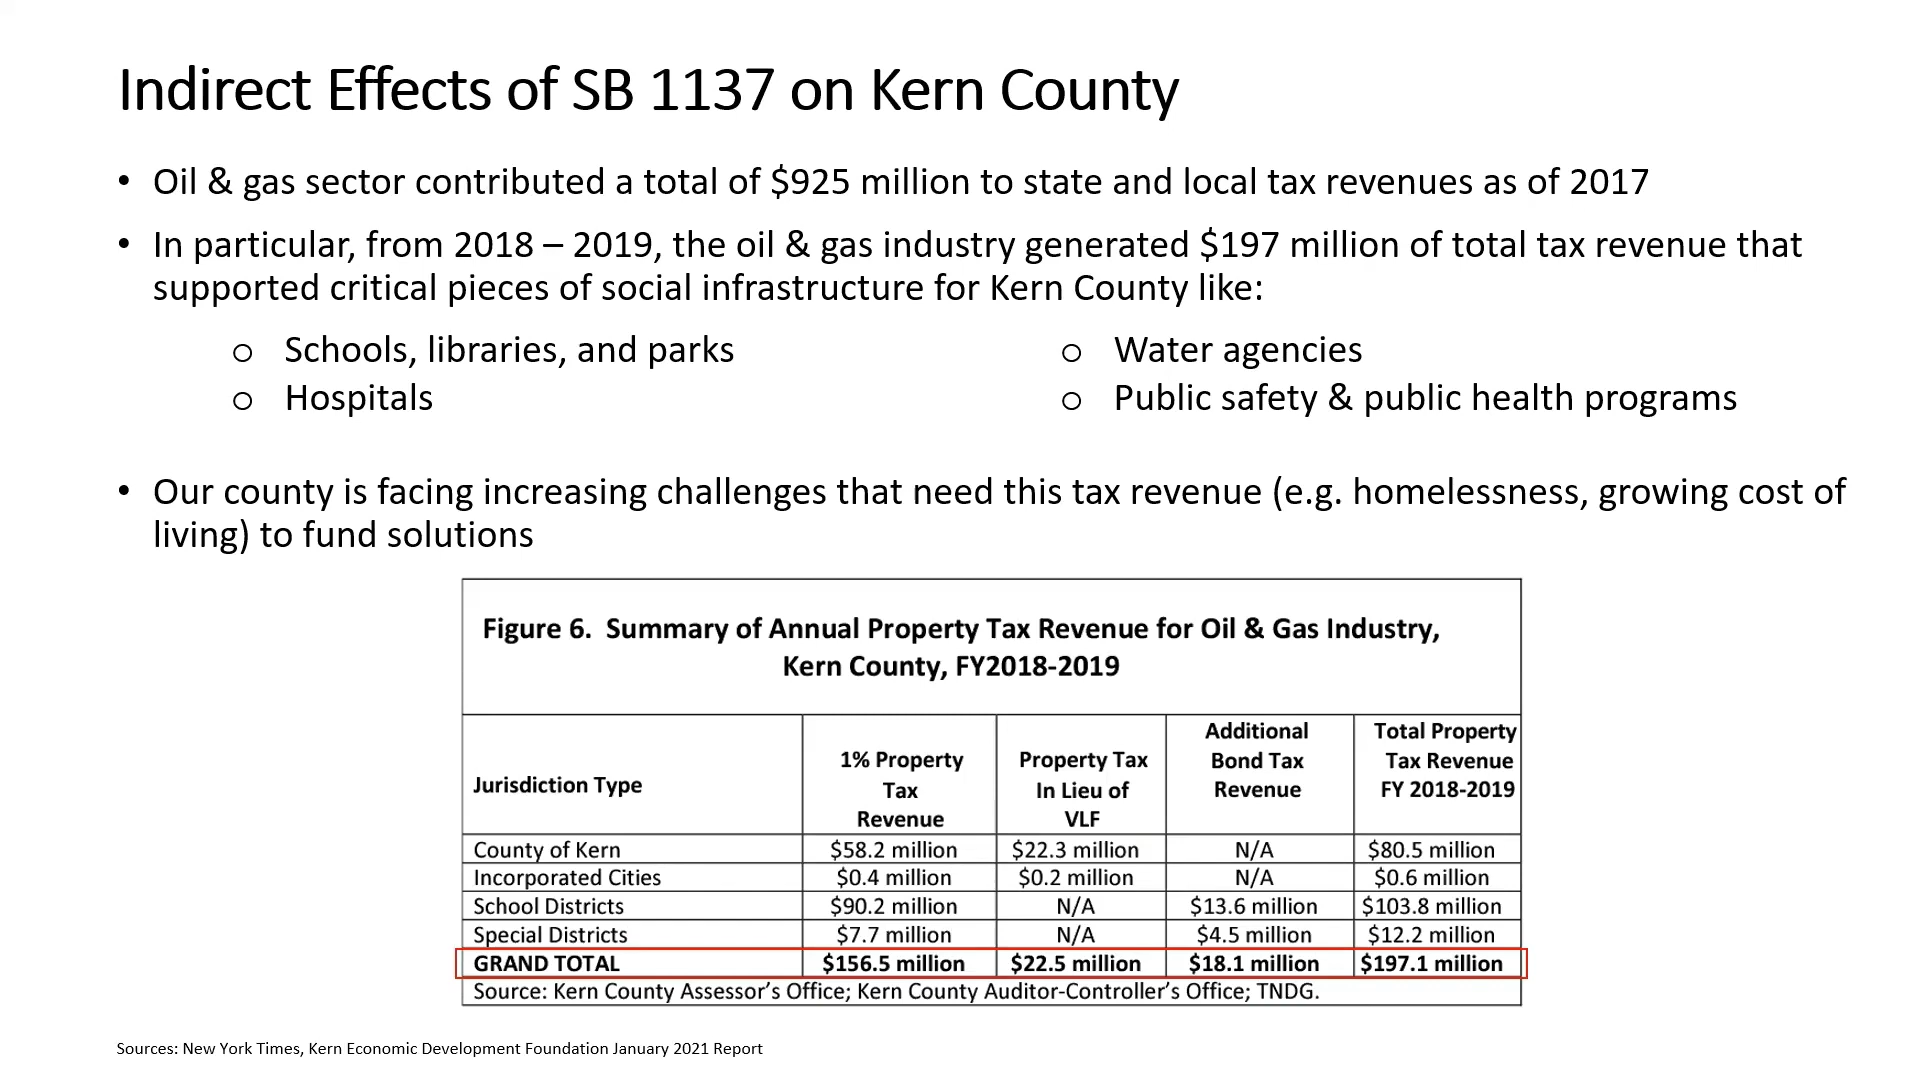 Indirect Effects of SB 1137 on Kern County
• Oil & gas sector contributed a total of $925 million to state and local tax revenues as of 2017
• In particular, from 2018 – 2019, the oil & gas industry generated $197 million of total tax revenue that
supported critical pieces of social infrastructure for Kern County like:
o Schools, libraries, and parks
o Hospitals
o Water agencies
o Public safety & public health programs
• Our county is facing increasing challenges that need this tax revenue (e.g. homelessness, growing cost of
living) to fund solutions
Figure 6. Summary of Annual Property Tax Revenue for Oil & Gas Industry,
Kern County, FY2018-2019
Jurisdiction Type
1% Property
Tax
Revenue
Property Tax
In Lieu of
VLF
Additional
Bond Tax
Revenue
Total Property
Tax Revenue
FY 2018-2019
County of Kern $58.2 million $22.3 million N/A $80.5 million
Incorporated Cities $0.4 million $0.2 million N/A $0.6 million
School Districts $90.2 million N/A $13.6 million $103.8 million
Special Districts $7.7 million N/A $4.5 million $12.2 million
GRAND TOTAL $156.5 million $22.5 million $18.1 million $197.1 million
Source: Kern County Assessor’s Office; Kern County Auditor-Controller’s Office; TNDG.
Sources: New York Times, Kern Economic Development Foundation January 2021 Report